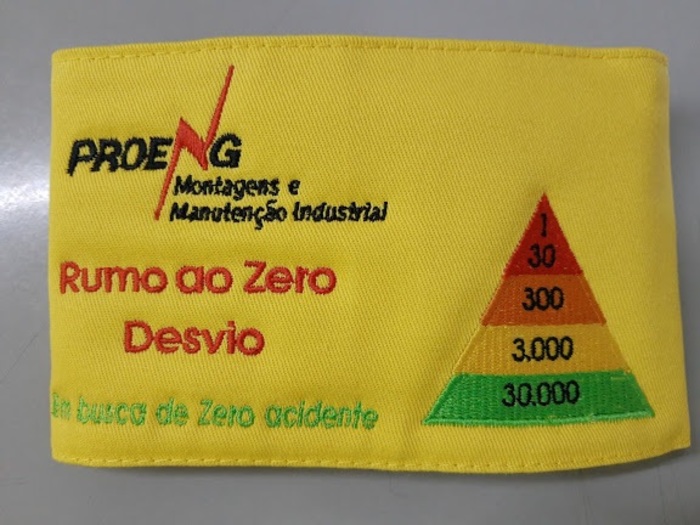 PROENG
Montagens e
Manutenção Industrial
Rumo ao Zero
Desvio
Em busca de Zero acidente
1
30
300
3.000
30.000